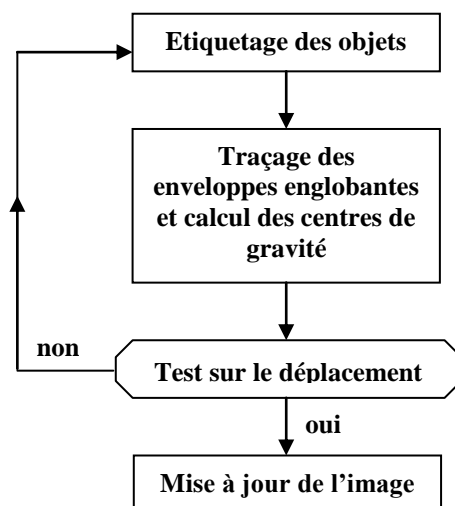 Etiquetage des objets
Traçage des
enveloppes englobantes
et calcul des centres de
gravité
non
Test sur le déplacement
oui
Mise à jour de l’image